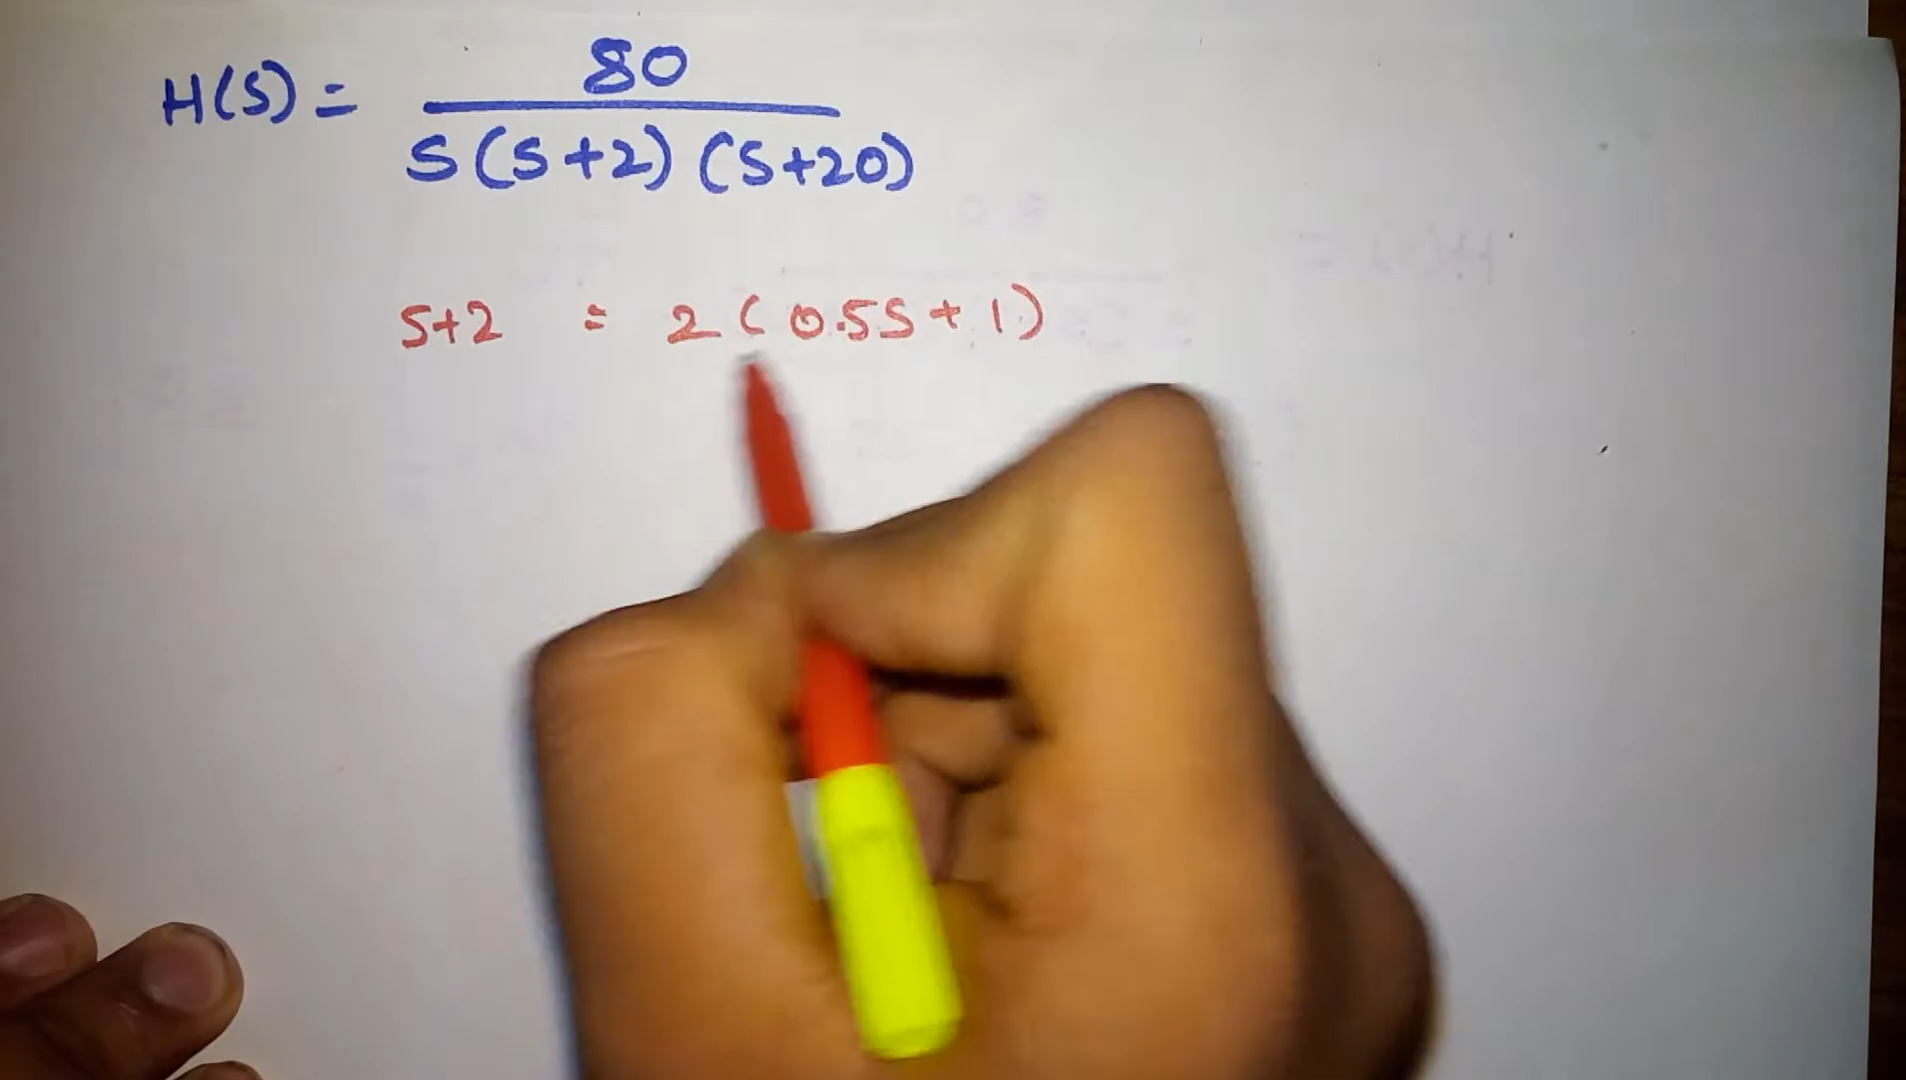 H(S) = 80
S(S+2) (S+20)
S+2 = 2(0.5S+1)